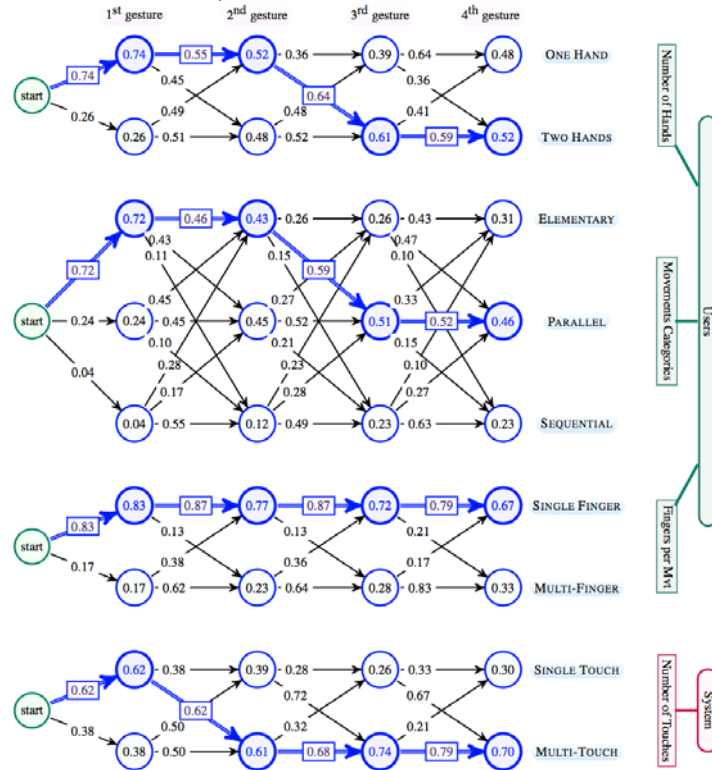 1st gesture 2nd gesture 3rd gesture 4th gesture
0.74 0.55 0.52 0.36 0.39 0.64 0.48 ONE HAND
0.74
start
0.45 0.64 0.36
0.26 0.49 0.48 0.41
0.26 0.51 0.48 0.52 0.61 0.59 0.52 TWO HANDS
Number of Hands
0.72 0.46 0.43 0.26 0.26 0.43 0.31 ELEMENTARY
0.43 0.47
0.11 0.15 0.10
0.72 0.59
0.45 0.27 0.33
start 0.24 0.24 0.45 0.45 0.52 0.51 0.52 0.46 PARALLEL
0.10 0.21 0.15
0.28 0.23 0.10
0.04 0.17 0.28 0.27
0.04 0.55 0.12 0.49 0.23 0.63 0.23 SEQUENTIAL
Movements Categories
Users
0.83 0.87 0.77 0.87 0.72 0.79 0.67 SINGLE FINGER
0.83
0.13 0.13 0.21
start
0.17 0.38 0.36 0.17
0.17 0.62 0.23 0.64 0.28 0.83 0.33 MULTI-FINGER
Fingers per Mvt
0.62 0.38 0.39 0.28 0.26 0.33 0.30 SINGLE TOUCH
0.62
0.62 0.72 0.67
start
0.38 0.50 0.32 0.21
0.38 0.50 0.61 0.68 0.74 0.79 0.70 MULTI-TOUCH
Number of Touches
System